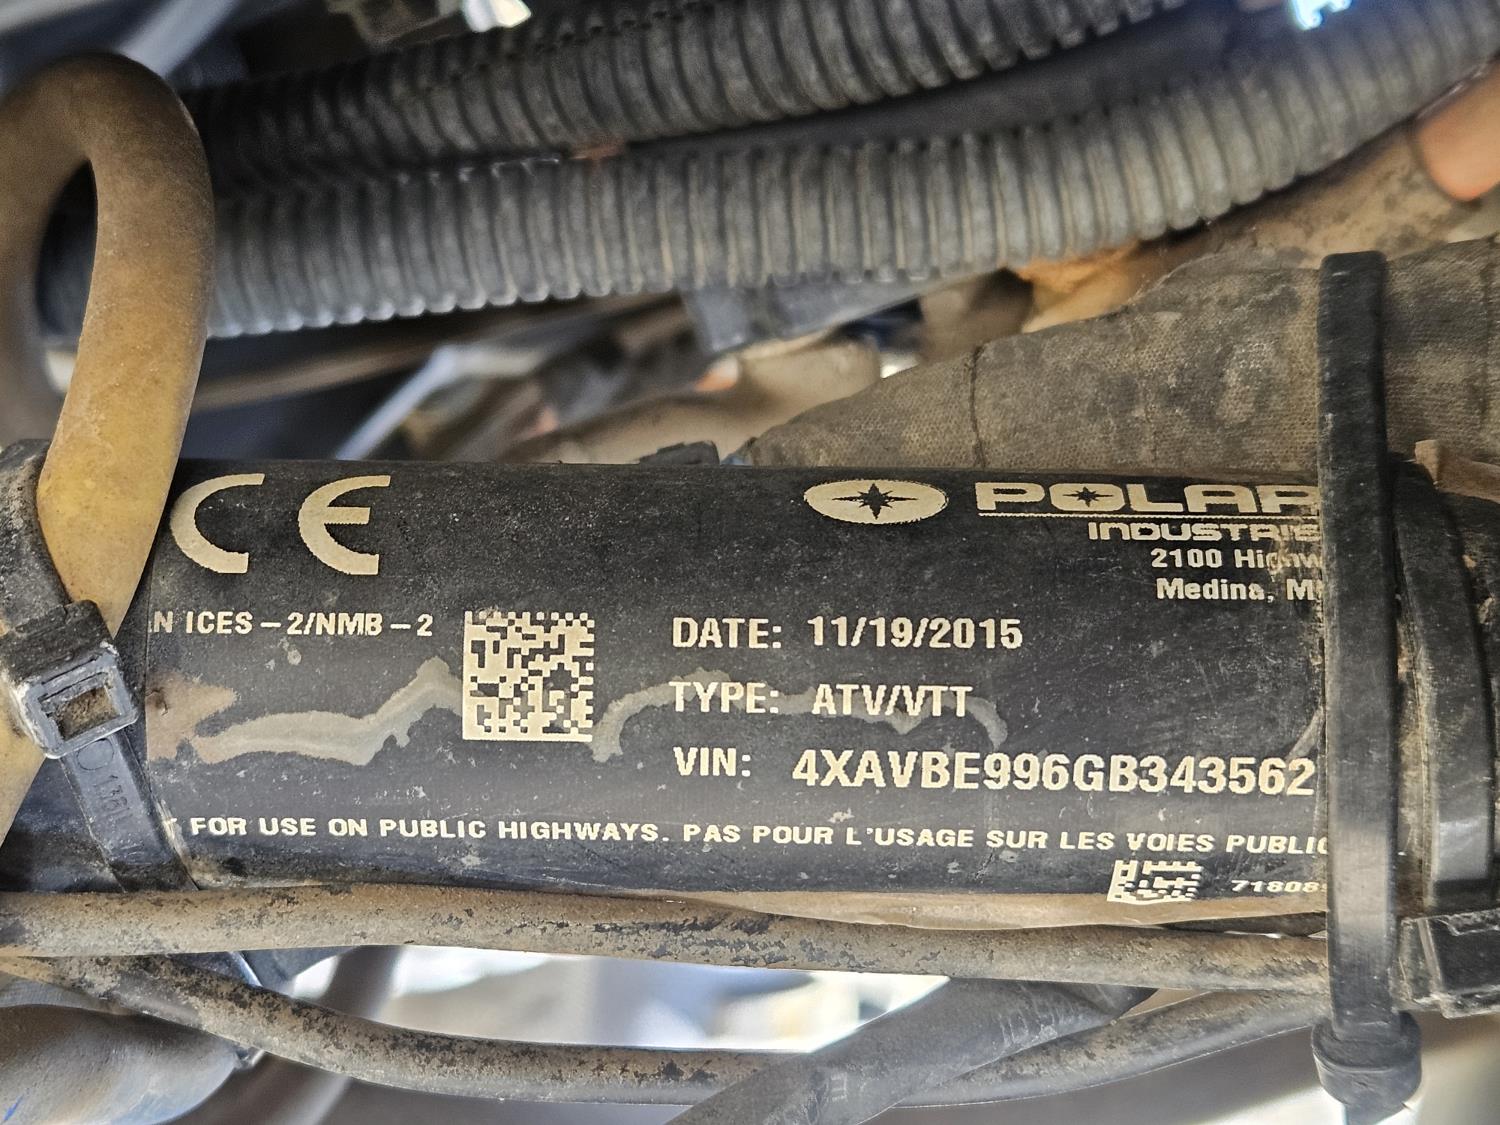 CE
POLAR
INDUSTRIE
2100 Highw
Medina, M
N ICES-2/NMB-2
DATE: 11/19/2015
TYPE: ATV/VTT
VIN: 4XAVBE996GB343562
FOR USE ON PUBLIC HIGHWAYS. PAS POUR L'USAGE SUR LES VOIES PUBLIC
71808